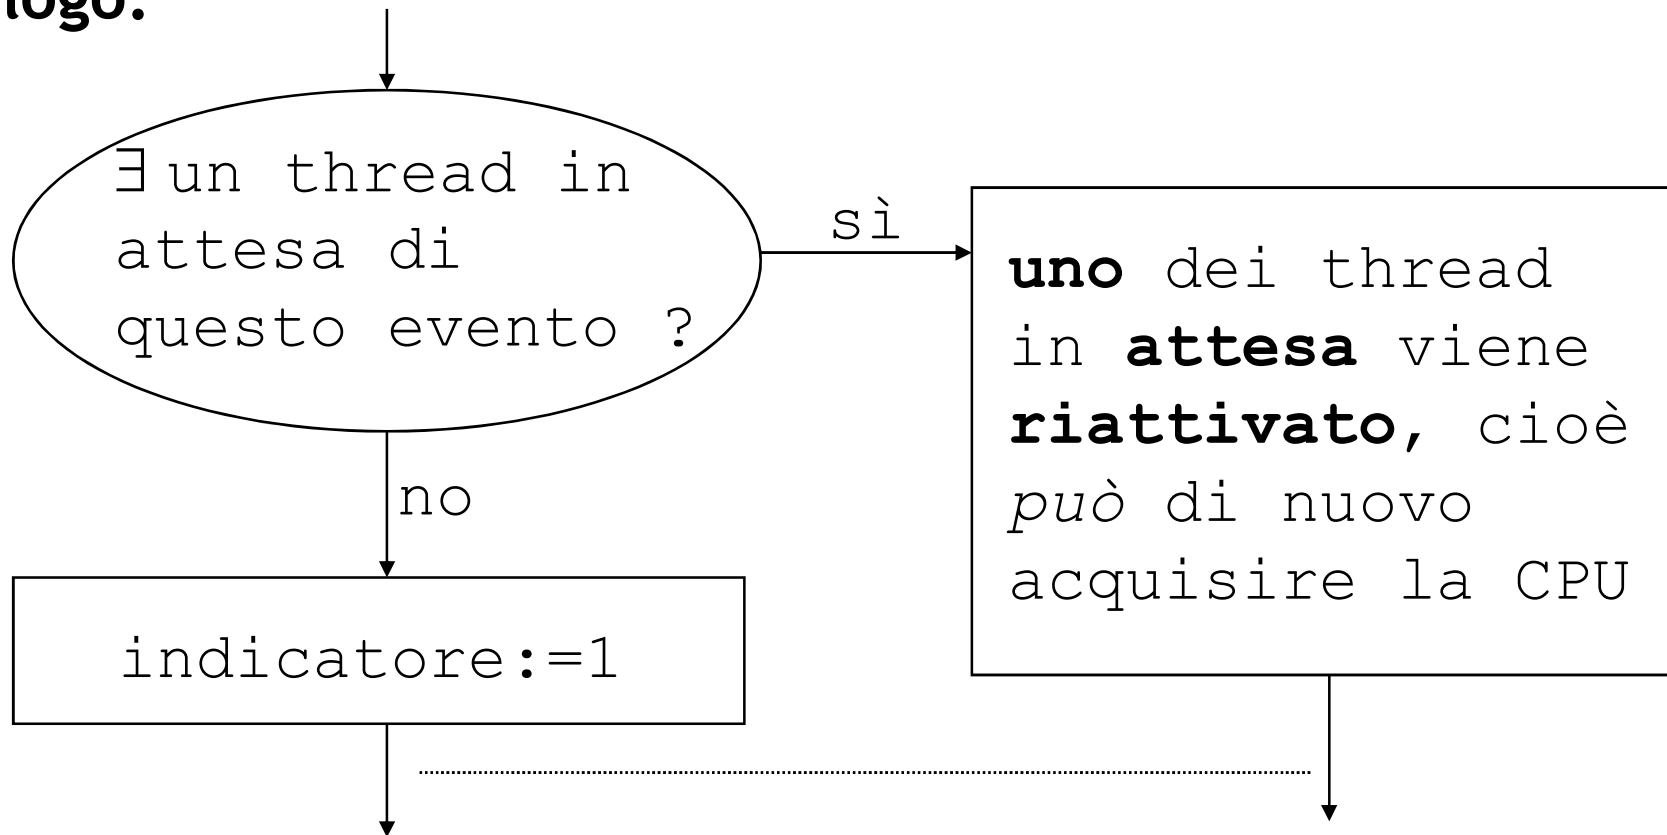 logo.
∃ un thread in
attesa di
questo evento ?
sì
uno dei thread
in attesa viene
riattivato, cioè
può di nuovo
acquisire la CPU
no
indicatore:=1